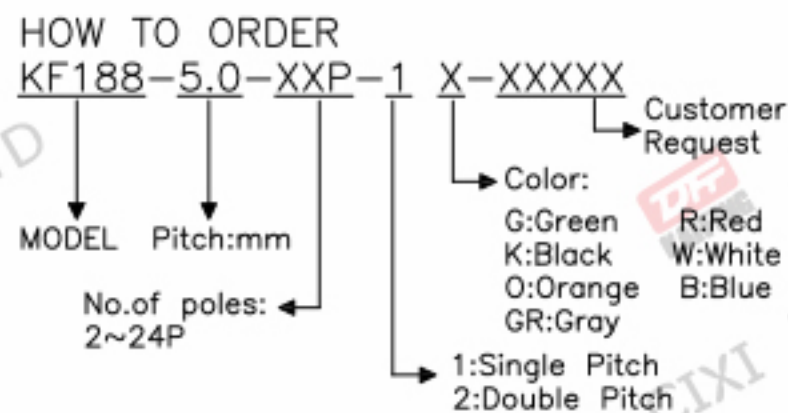 HOW TO ORDER
KF188-5.0-XXP-1 X-XXXXX
Customer
Request
Color:
G:Green R:Red
K:Black W:White
O:Orange B:Blue
GR:Gray
MODEL Pitch:mm
No.of poles:
2~24P
1:Single Pitch
2:Double Pitch